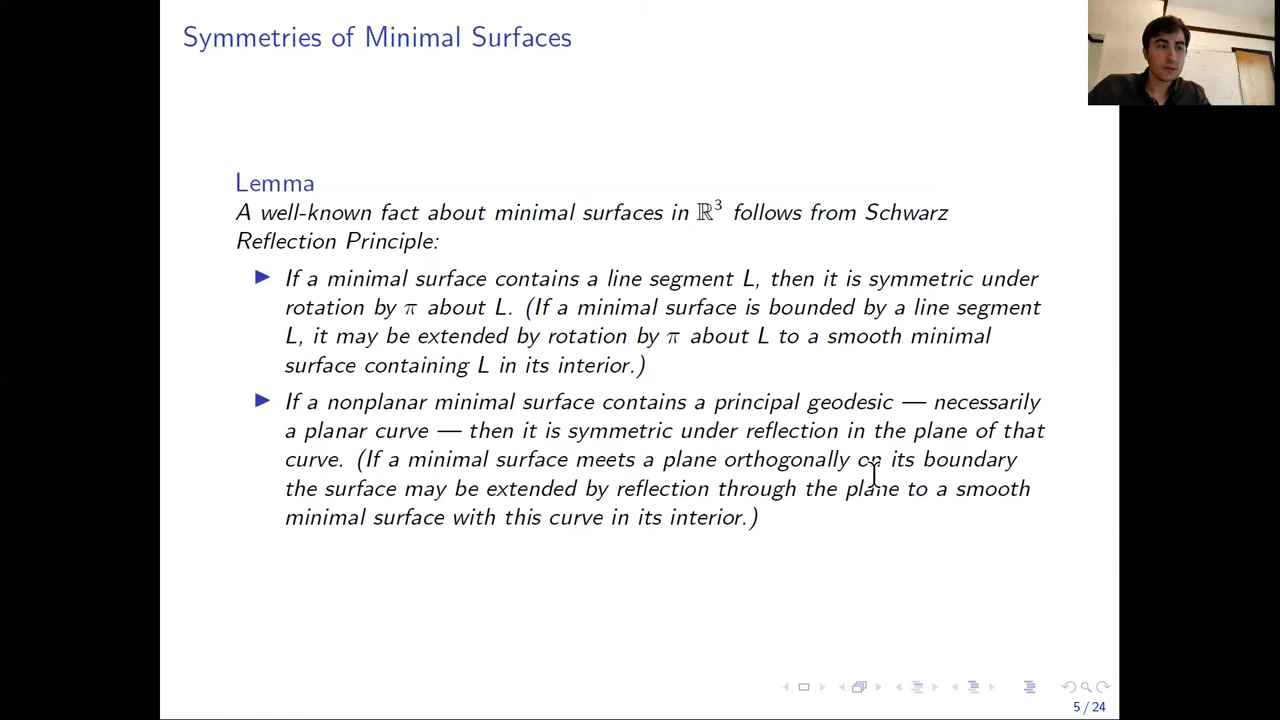 Symmetries of Minimal Surfaces
Lemma
A well-known fact about minimal surfaces in ℝ³ follows from Schwarz
Reflection Principle:
▶ If a minimal surface contains a line segment L, then it is symmetric under
rotation by π about L. (If a minimal surface is bounded by a line segment
L, it may be extended by rotation by π about L to a smooth minimal
surface containing L in its interior.)
▶ If a nonplanar minimal surface contains a principal geodesic — necessarily
a planar curve — then it is symmetric under reflection in the plane of that
curve. (If a minimal surface meets a plane orthogonally on its boundary
the surface may be extended by reflection through the plane to a smooth
minimal surface with this curve in its interior.)
5 / 24